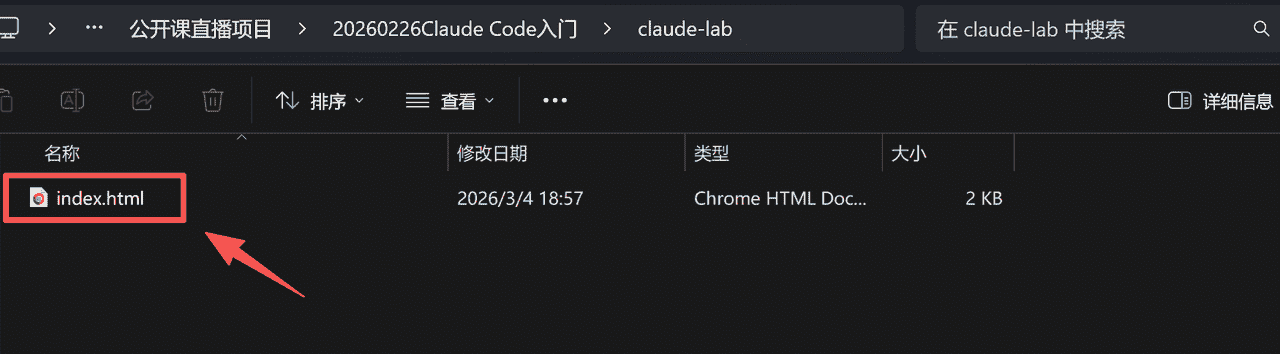 ··· 公开课直播项目 20260226Claude Code入门 claude-lab 在 claude-lab 中搜索
排序 查看 ··· 详细信息
名称 修改日期 类型 大小
index.html 2026/3/4 18:57 Chrome HTML Doc... 2 KB